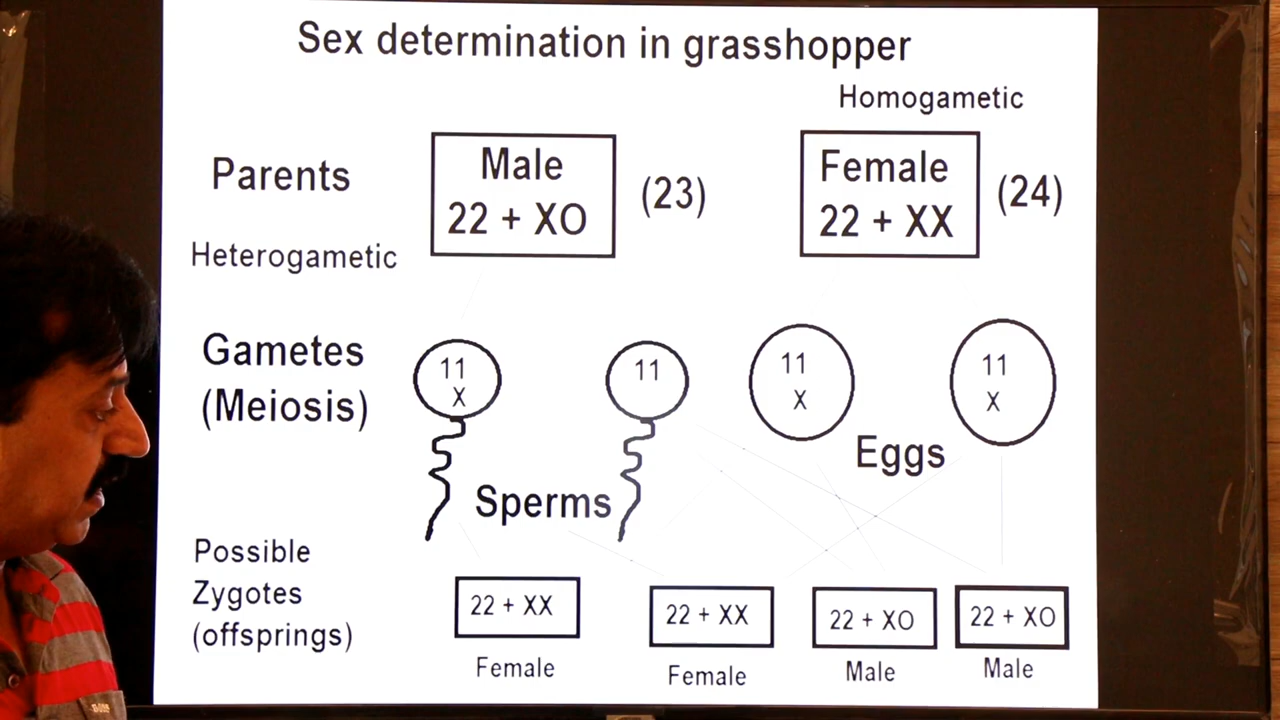 Sex determination in grasshopper
Homogametic
Parents
Male
22 + XO
(23)
Female
22 + XX
(24)
Heterogametic
Gametes
(Meiosis)
11
X
11
11
X
11
X
Sperms
Eggs
Possible
Zygotes
(offsprings)
22 + XX
22 + XX
22 + XO
22 + XO
Female
Female
Male
Male